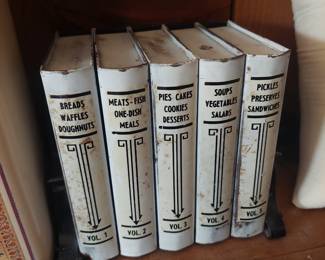 BREADS
WAFFLES
DOUGHNUTS
VOL. 1
MEATS-FISH
ONE-DISH
MEALS
VOL. 2
PIES CAKES
COOKIES
DESSERTS
VOL. 3
SOUPS
VEGETABLES
SALADS
VOL. 4
PICKLES
PRESERVES
SANDWICHES
VOL. 5